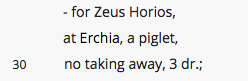 - for Zeus Horios,
at Erchia, a piglet,
30 no taking away, 3 dr.;